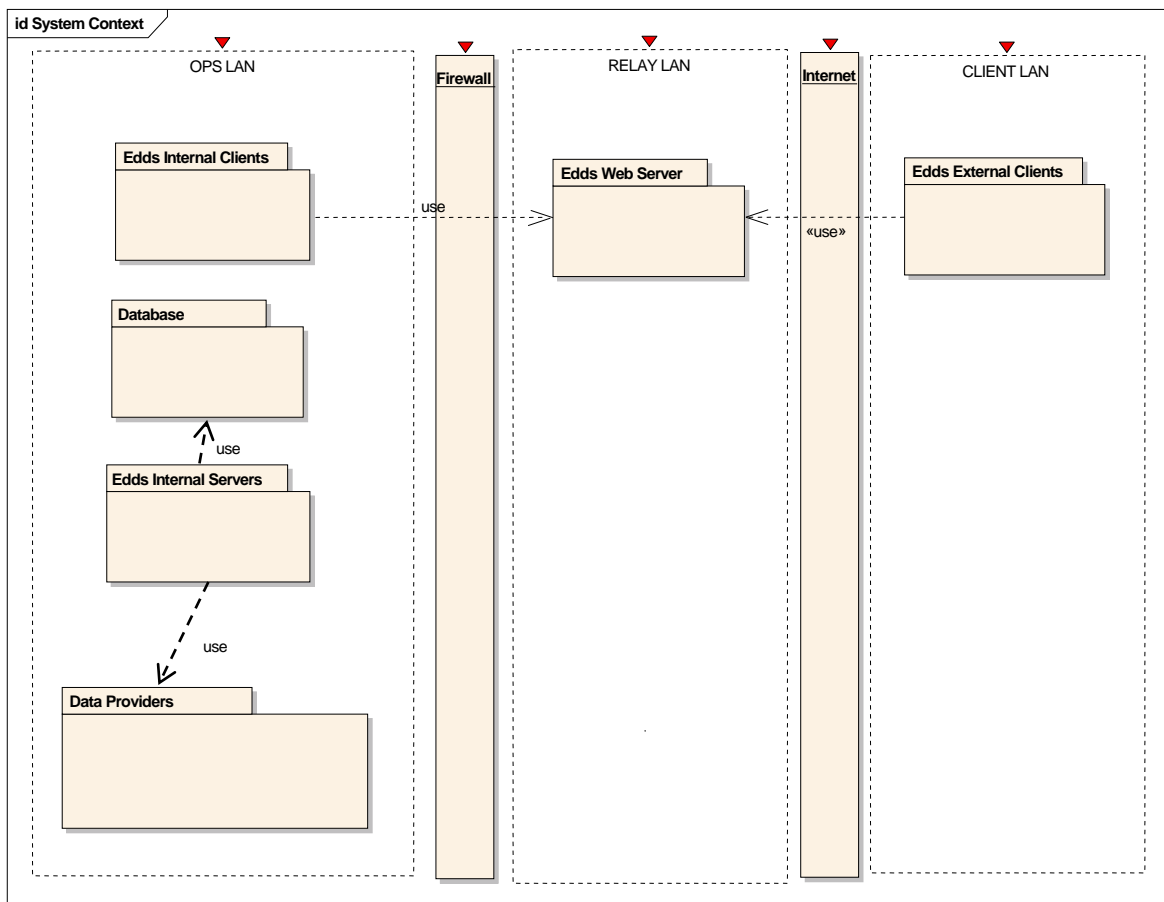 id System Context
OPS LAN
Firewall
RELAY LAN
Internet
CLIENT LAN
Edds Internal Clients
Edds Web Server
Edds External Clients
use
«use»
Database
use
Edds Internal Servers
use
Data Providers